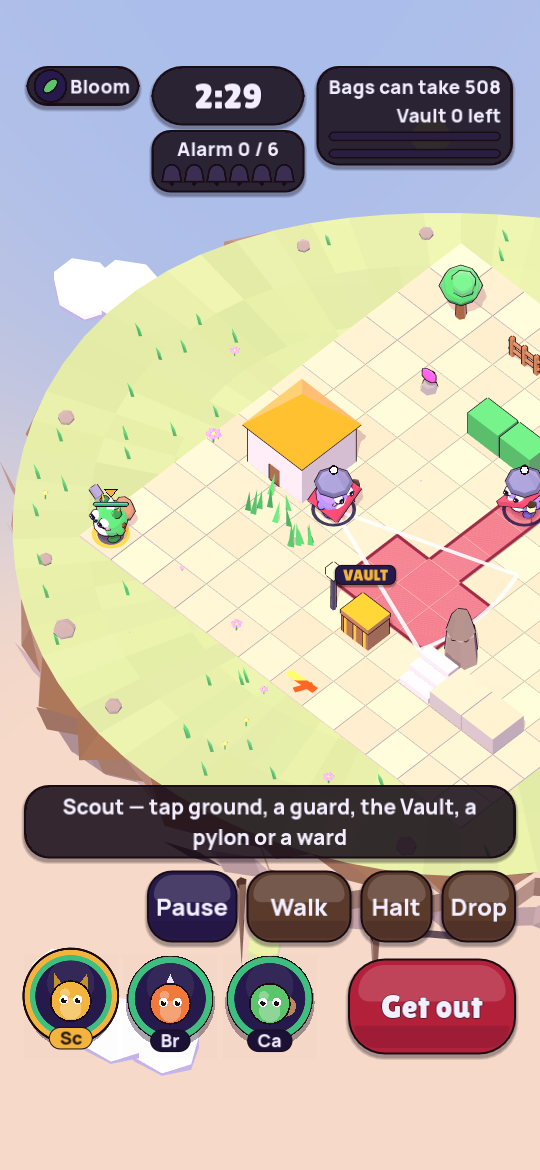 Bloom
2:29
Alarm 0 / 6
Bags can take 508
Vault 0 left
VAULT
Scout — tap ground, a guard, the Vault, a
pylon or a ward
Pause
Walk
Halt
Drop
Sc
Br
Ca
Get out